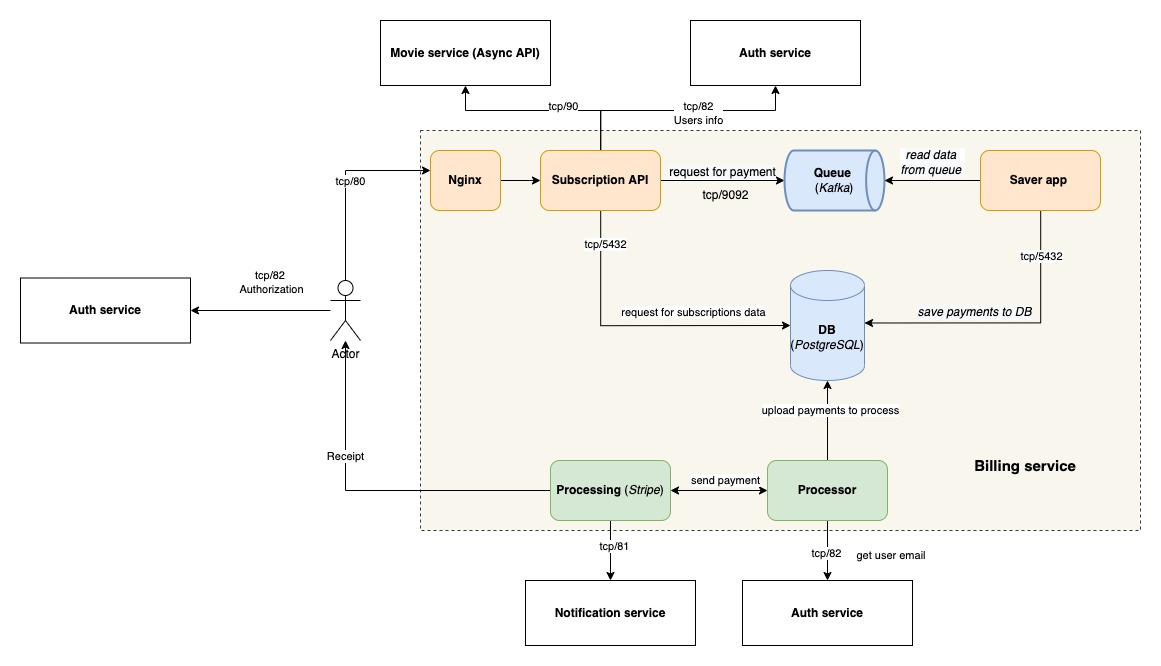 Movie service (Async API)
Auth service
tcp/90
tcp/82
Users info
tcp/80
Nginx
Subscription API
request for payment
tcp/9092
Queue
(Kafka)
read data
from queue
Saver app
tcp/5432
tcp/5432
tcp/82
Authorization
Auth service
Actor
request for subscriptions data
DB
(PostgreSQL)
save payments to DB
upload payments to process
Receipt
Billing service
Processing (Stripe)
send payment
Processor
tcp/81
tcp/82
get user email
Notification service
Auth service